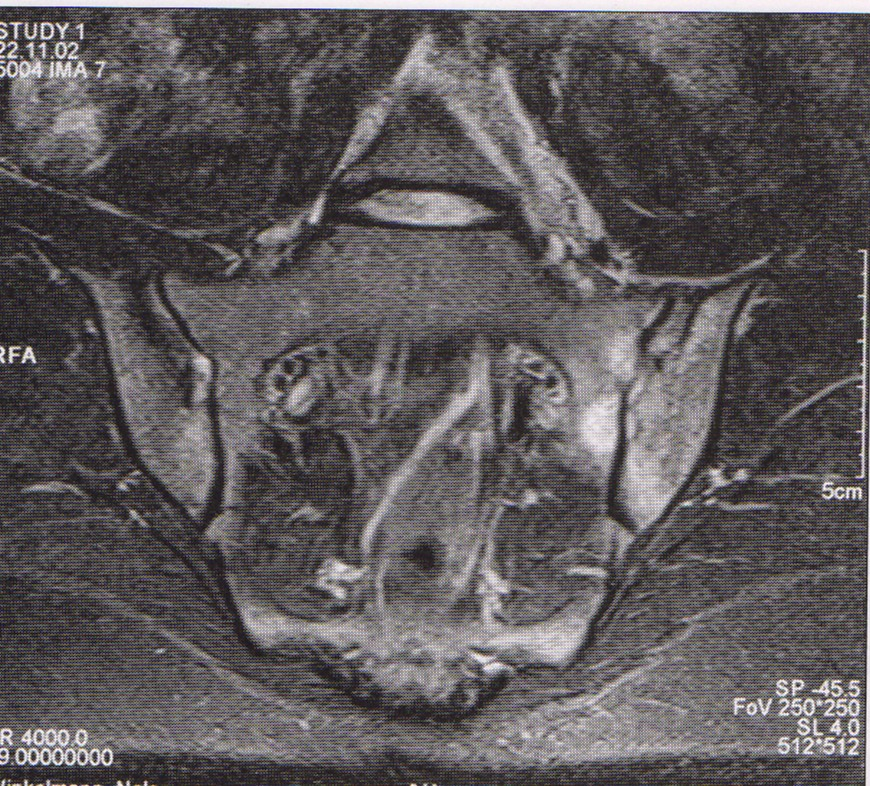 STUDY 1
22.11.02
5004 IMA 7
RFA
5cm
SP -45.5
FoV 250*250
SL 4.0
512*512
R 4000.0
9.00000000